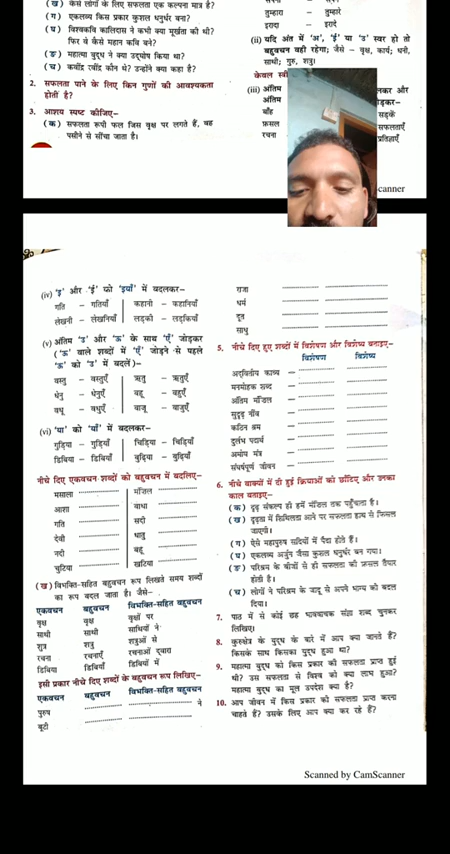 (ख) कैसे लोगों के लिए सफलता एक कल्पना मात्र है?
(ग) एकलव्य किस प्रकार कुशल धनुर्धर बना?
(घ) विश्वकवि कालिदास ने कभी क्या मूर्खता की थी?
फिर वे कैसे महान कवि बने?
(ङ) महात्मा बुद्ध ने क्या उद्घोष किया था?
(च) कवींद्र रवींद्र कौन थे? उन्होंने क्या कहा है?
2. सफलता पाने के लिए किन गुणों की आवश्यकता
होती है?
3. आशय स्पष्ट कीजिए–
(क) सफलता रूपी फल जिस वृक्ष पर लगते हैं, वह
पसीने से सींचा जाता है।
तुम्हारा – तुम्हारे
इरादा – इरादे
(ii) यदि अंत में 'अ', 'ई' या 'उ' स्वर हो तो
बहुवचन वही रहेगा; जैसे – वृक्ष, कार्य; धनी,
साथी; गुरु, शत्रु।
केवल स्त्री
(iii) अंतिम
अंतिम
बाँह
फ़सल
रचना
सड़कें
सफलताएँ
canner
(iv) 'इ' और 'ई' को 'इयाँ' में बदलकर–
गति – गतियाँ कहानी – कहानियाँ
लेखनी – लेखनियाँ लड़की – लड़कियाँ
(v) अंतिम 'उ' और 'ऊ' के साथ 'एँ' जोड़कर
('ऊ' वाले शब्दों में 'एँ' जोड़ने से पहले
'ऊ' को 'उ' में बदलें)–
वस्तु – वस्तुएँ ऋतु – ऋतुएँ
धेनु – धेनुएँ बहू – बहुएँ
वधू – वधुएँ बाजू – बाजुएँ
(vi) 'या' को 'याँ' में बदलकर–
गुड़िया – गुड़ियाँ चिड़िया – चिड़ियाँ
डिबिया – डिबियाँ बुढ़िया – बुढ़ियाँ
नीचे दिए एकवचन शब्दों को बहुवचन में बदलिए–
मसाला मंजिल
आशा बाधा
गति सदी
देवी धातु
नदी बहू
चुटिया खटिया
(ख) विभक्ति-सहित बहुवचन रूप लिखते समय शब्दों
का रूप बदल जाता है। जैसे–
एकवचन बहुवचन विभक्ति-सहित बहुवचन
वृक्ष वृक्ष वृक्षों पर
साथी साथी साथियों ने
शत्रु शत्रु शत्रुओं से
रचना रचनाएँ रचनाओं द्वारा
डिबिया डिबियाँ डिबियों में
इसी प्रकार नीचे दिए शब्दों के बहुवचन रूप लिखिए–
एकवचन बहुवचन विभक्ति-सहित बहुवचन
पुरुष ने
बूटी
राजा
धर्म
दूत
साधु
5. नीचे दिए हुए शब्दों में विशेषण और विशेष्य बताइए–
विशेषण विशेष्य
अद्वितीय काव्य –
मनमोहक शब्द –
अंतिम मंजिल –
सुदृढ़ नींव –
कठिन श्रम –
दुर्लभ पदार्थ –
अमोघ मंत्र –
संघर्षपूर्ण जीवन –
6. नीचे वाक्यों में दी हुई क्रियाओं को छाँटिए और उनका
काल बताइए–
(क) दृढ़ संकल्प ही हमें मंजिल तक पहुँचाता है।
(ख) दृढ़ता में शिथिलता आने पर सफलता हाथ से फिसल
जाएगी।
(ग) ऐसे महापुरुष सदियों में पैदा होते हैं।
(घ) एकलव्य अर्जुन जैसा कुशल धनुर्धर बन गया।
(ङ) परिश्रम के बीजों से ही सफलता की फ़सल तैयार
होती है।
(च) लोगों ने परिश्रम के जादू से अपने भाग्य को बदल
दिया।
7. पाठ में से कोई छह भाववाचक संज्ञा शब्द चुनकर
लिखिए।
8. कुरुक्षेत्र के युद्ध के बारे में आप क्या जानते हैं?
किसके साथ किसका युद्ध हुआ था?
9. महात्मा बुद्ध को किस प्रकार की सफलता प्राप्त हुई
थी? उस सफलता से विश्व को क्या लाभ हुआ?
महात्मा बुद्ध का मूल उपदेश क्या है?
10. आप जीवन में किस प्रकार की सफलता प्राप्त करना
चाहते हैं? उसके लिए आप क्या कर रहे हैं?
Scanned by CamScanner